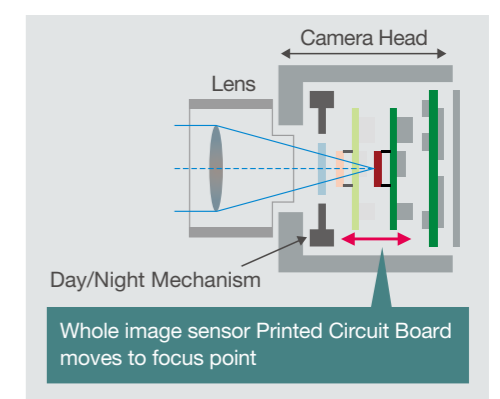 Camera Head
Lens
Day/Night Mechanism
Whole image sensor Printed Circuit Board
moves to focus point